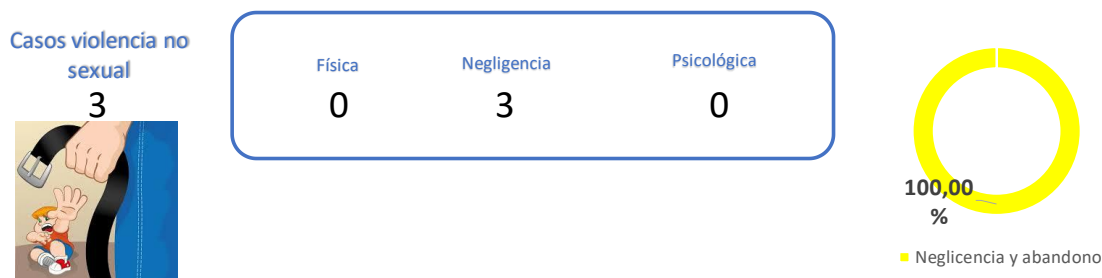 Casos violencia no
sexual
3
Física
Negligencia
Psicológica
0
3
0
100,00
%
Neglicencia y abandono